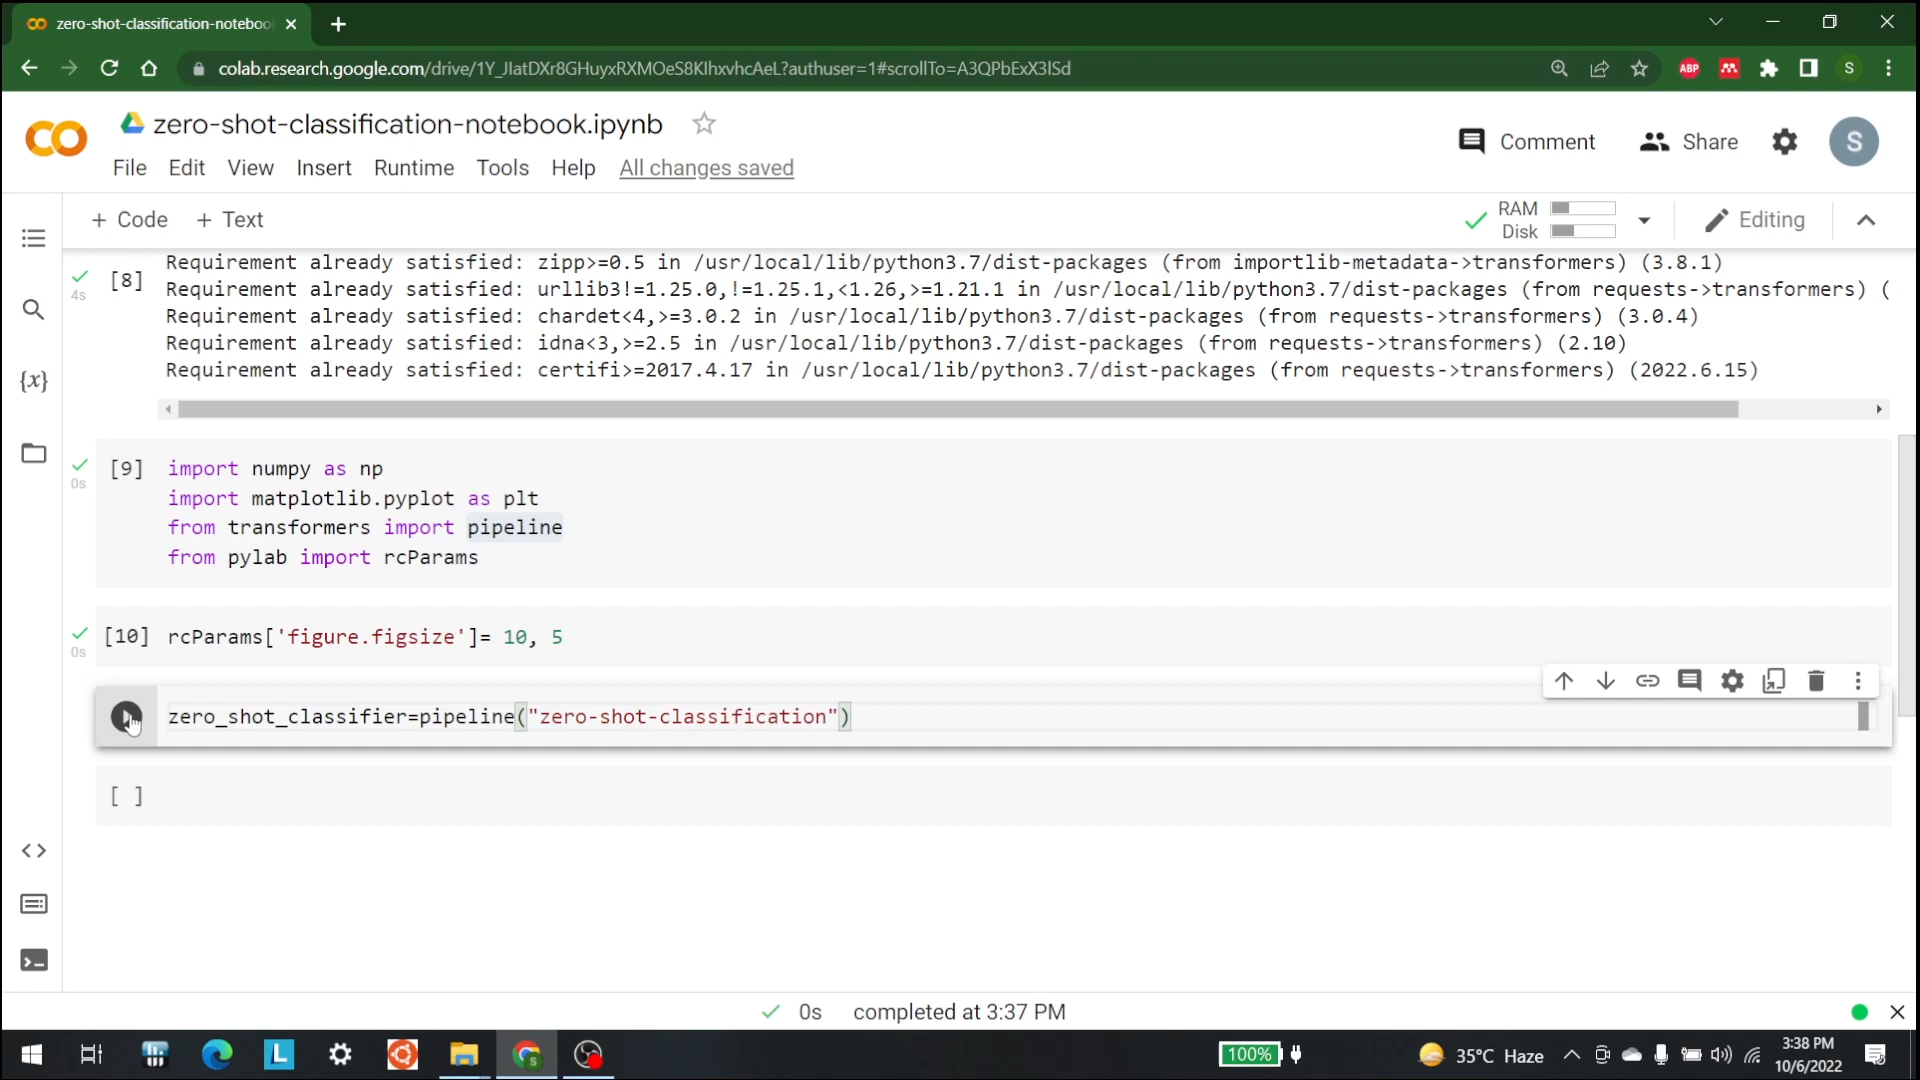 zero-shot-classification-noteboo
colab.research.google.com/drive/1Y_JIatDXr8GHuyxRXMOeS8KIhxvhcAeL?authuser=1#scrollTo=A3QPbExX3lSd
ABP
S
zero-shot-classification-notebook.ipynb
Comment
Share
S
File Edit View Insert Runtime Tools Help All changes saved
+ Code + Text
RAM
Disk
Editing
[8]
4s
Requirement already satisfied: zipp>=0.5 in /usr/local/lib/python3.7/dist-packages (from importlib-metadata->transformers) (3.8.1)
Requirement already satisfied: urllib3!=1.25.0,!=1.25.1,<1.26,>=1.21.1 in /usr/local/lib/python3.7/dist-packages (from requests->transformers) (
Requirement already satisfied: chardet<4,>=3.0.2 in /usr/local/lib/python3.7/dist-packages (from requests->transformers) (3.0.4)
Requirement already satisfied: idna<3,>=2.5 in /usr/local/lib/python3.7/dist-packages (from requests->transformers) (2.10)
Requirement already satisfied: certifi>=2017.4.17 in /usr/local/lib/python3.7/dist-packages (from requests->transformers) (2022.6.15)
{x}
[9] import numpy as np
0s
import matplotlib.pyplot as plt
from transformers import pipeline
from pylab import rcParams
[10] rcParams['figure.figsize']= 10, 5
0s
zero_shot_classifier=pipeline("zero-shot-classification")
[ ]
0s completed at 3:37 PM
L
S
100%
35°C Haze
3:38 PM
10/6/2022